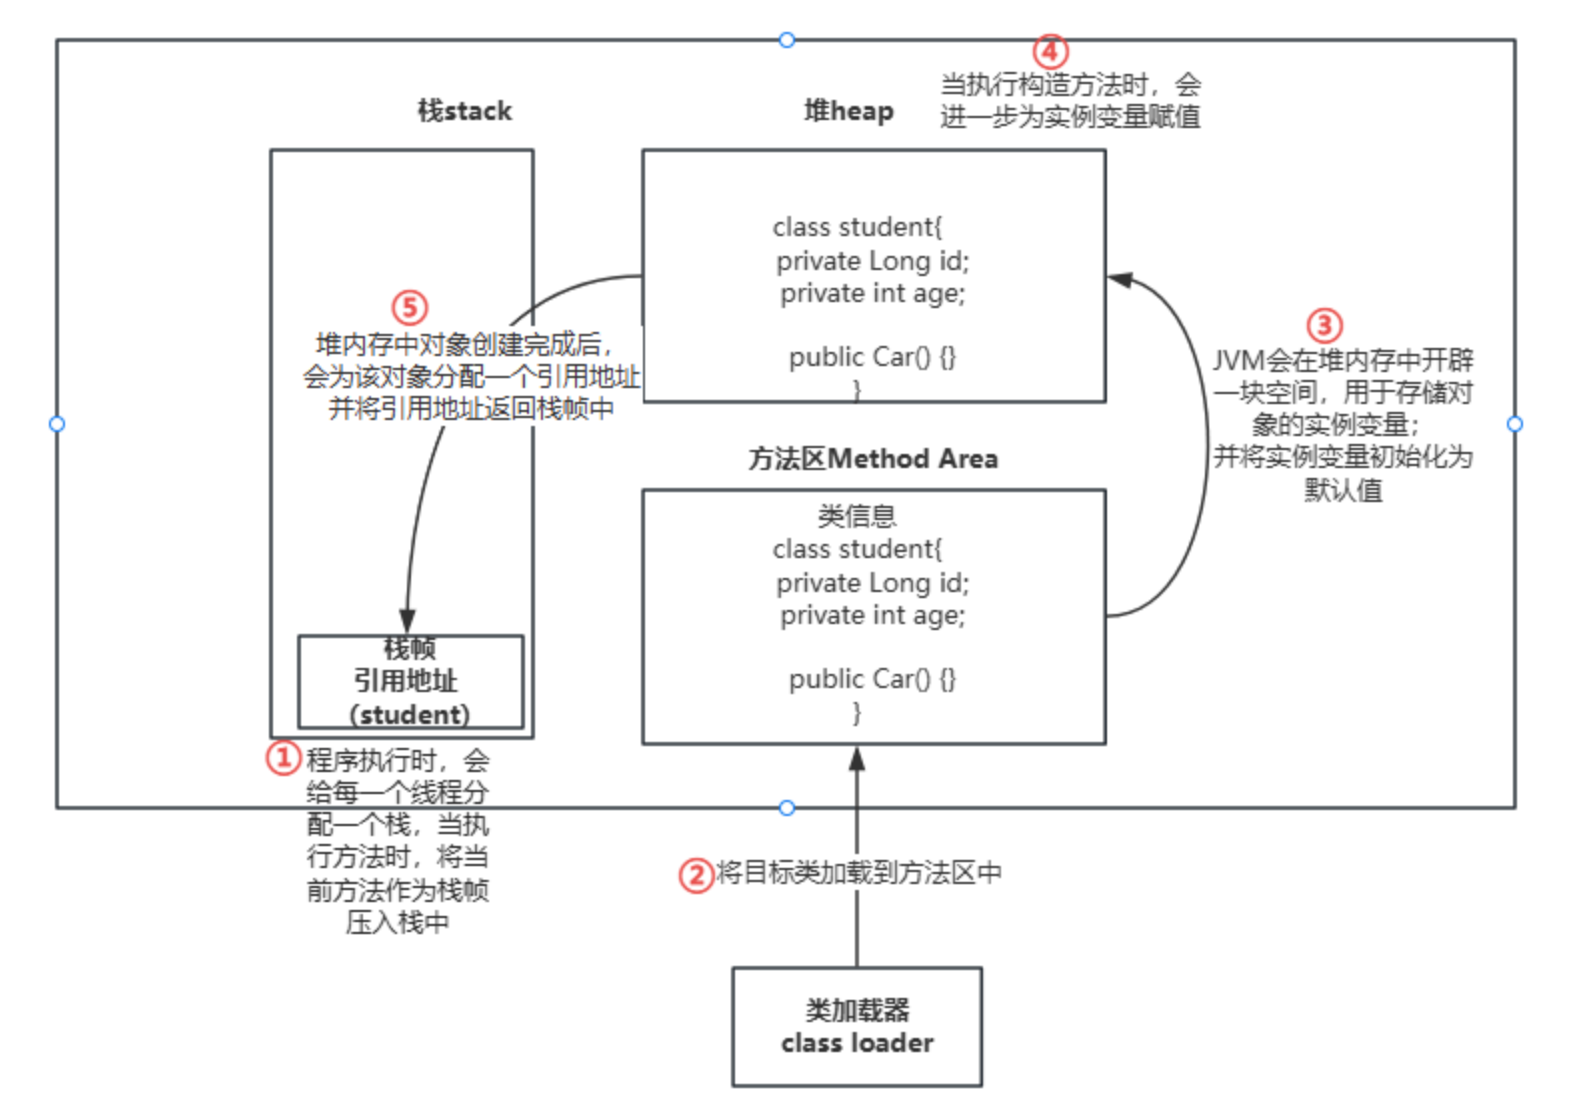 ④
当执行构造方法时，会
进一步为实例变量赋值
栈stack
堆heap
class student{
private Long id;
private int age;
public Car() {}
}
⑤
堆内存中对象创建完成后，
会为该对象分配一个引用地址
并将引用地址返回栈帧中
③
JVM会在堆内存中开辟
一块空间，用于存储对
象的实例变量；
并将实例变量初始化为
默认值
方法区Method Area
类信息
class student{
private Long id;
private int age;
public Car() {}
}
栈帧
引用地址
(student)
①
程序执行时，会
给每一个线程分
配一个栈，当执
行方法时，将当
前方法作为栈帧
压入栈中
②将目标类加载到方法区中
类加载器
class loader